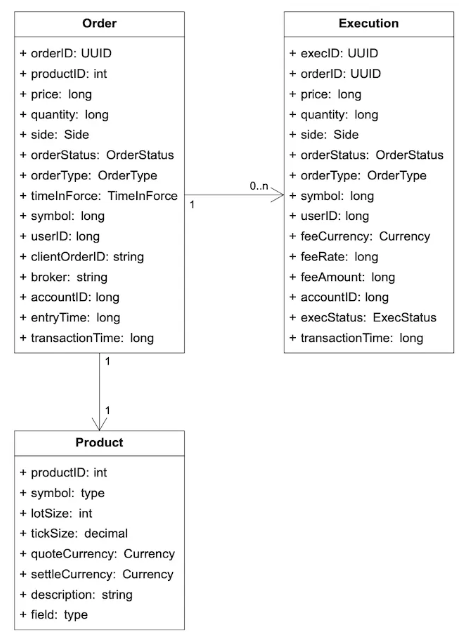 Order
+ orderID: UUID
+ productID: int
+ price: long
+ quantity: long
+ side: Side
+ orderStatus: OrderStatus
+ orderType: OrderType
+ timeInForce: TimeInForce
+ symbol: long
+ userID: long
+ clientOrderID: string
+ broker: string
+ accountID: long
+ entryTime: long
+ transactionTime: long
1
0..n
Execution
+ execID: UUID
+ orderID: UUID
+ price: long
+ quantity: long
+ side: Side
+ orderStatus: OrderStatus
+ orderType: OrderType
+ symbol: long
+ userID: long
+ feeCurrency: Currency
+ feeRate: long
+ feeAmount: long
+ accountID: long
+ execStatus: ExecStatus
+ transactionTime: long
1
1
Product
+ productID: int
+ symbol: type
+ lotSize: int
+ tickSize: decimal
+ quoteCurrency: Currency
+ settleCurrency: Currency
+ description: string
+ field: type